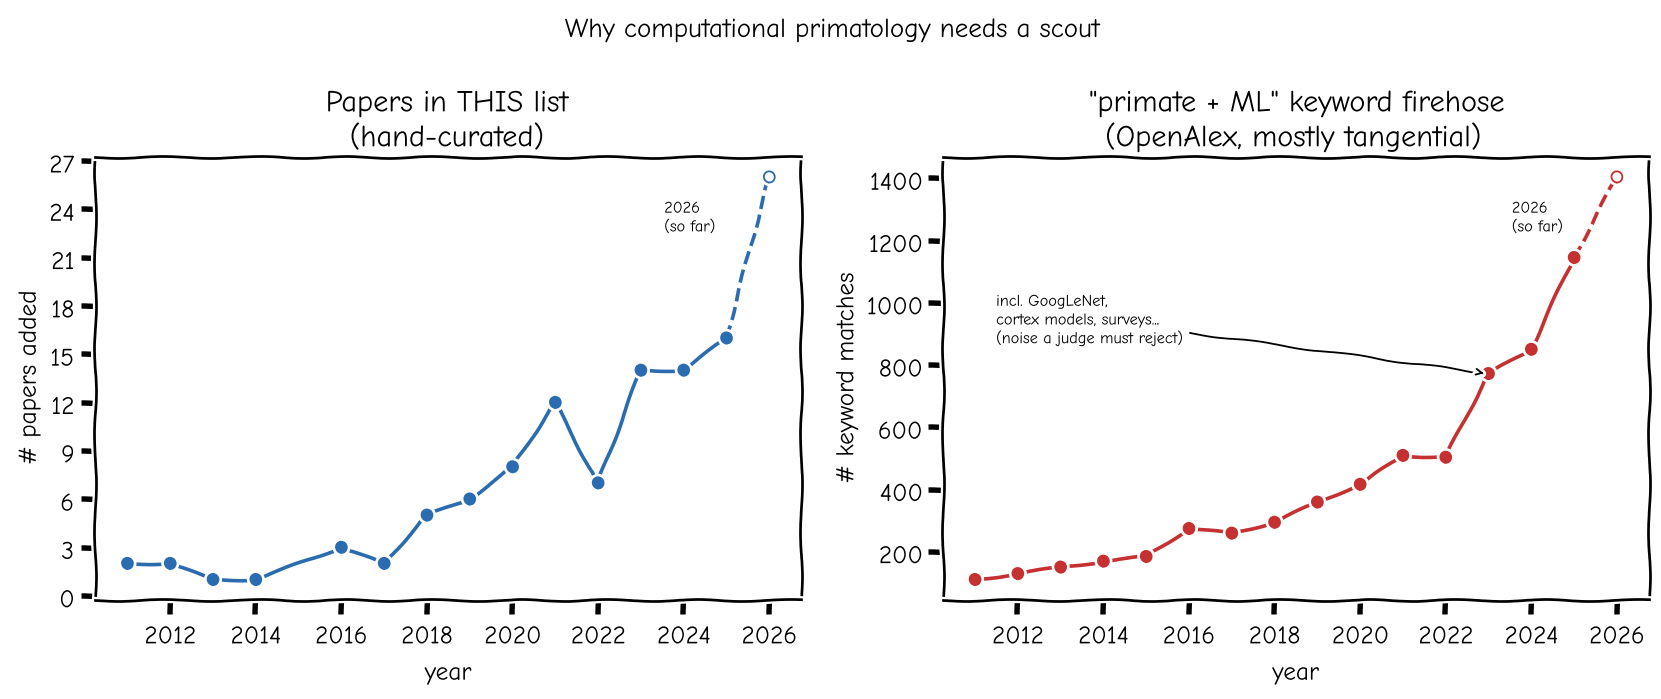 Why computational primatology needs a scout
Papers in THIS list
(hand-curated)
27
24
21
18
15
12
9
6
3
0
# papers added
2026
(so far)
2012 2014 2016 2018 2020 2022 2024 2026
year
"primate + ML" keyword firehose
(OpenAlex, mostly tangential)
1400
1200
1000
800
600
400
200
# keyword matches
2026
(so far)
incl. GoogLeNet,
cortex models, surveys...
(noise a judge must reject)
2012 2014 2016 2018 2020 2022 2024 2026
year